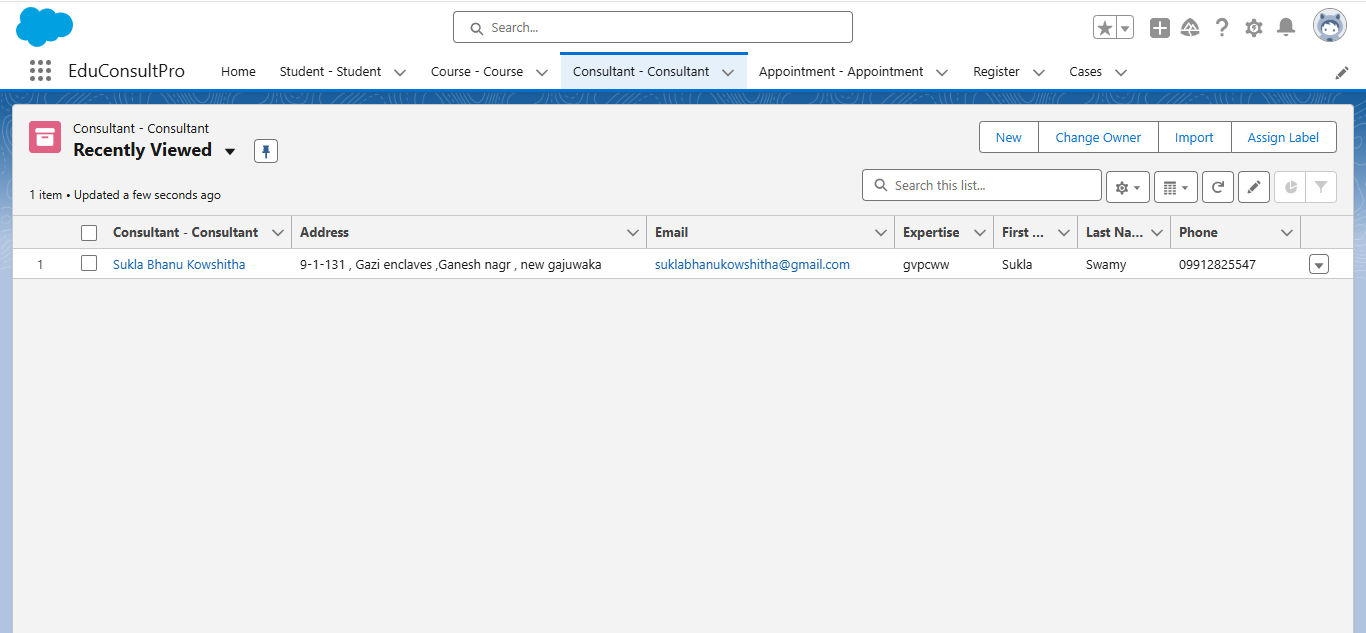 Search...
EduConsultPro Home Student - Student Course - Course Consultant - Consultant Appointment - Appointment Register Cases
Consultant - Consultant
Recently Viewed
New Change Owner Import Assign Label
1 item • Updated a few seconds ago
Search this list...
Consultant - Consultant Address Email Expertise First ... Last Na... Phone
1 Sukla Bhanu Kowshitha 9-1-131 , Gazi enclaves ,Ganesh nagr , new gajuwaka suklabhanukowshitha@gmail.com gvpcww Sukla Swamy 09912825547